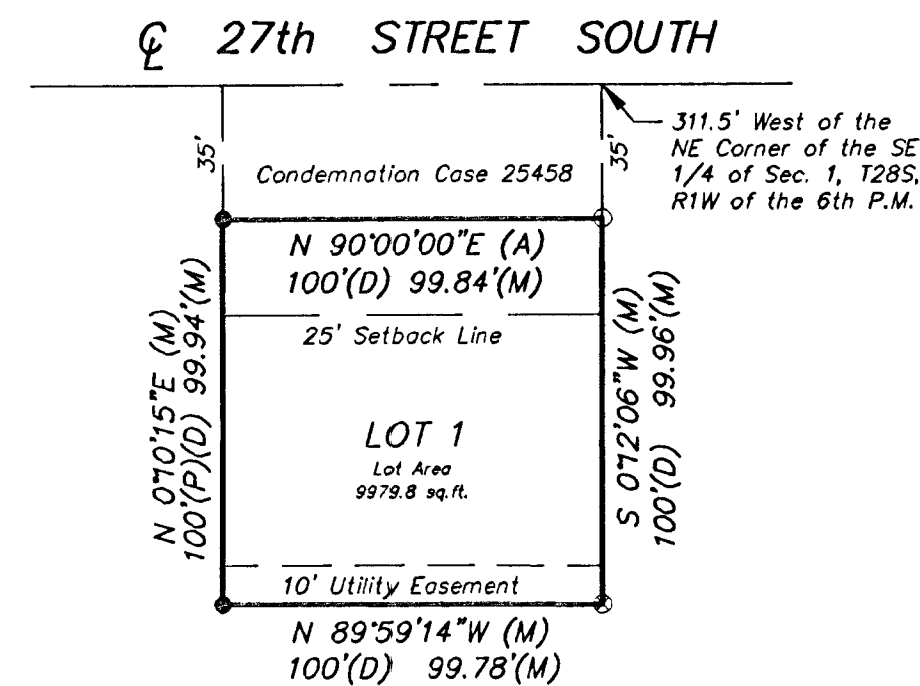 ℄ 27th STREET SOUTH
35'
35'
311.5' West of the
NE Corner of the SE
1/4 of Sec. 1, T28S,
R1W of the 6th P.M.
Condemnation Case 25458
N 90°00'00"E (A)
100'(D) 99.84'(M)
25' Setback Line
N 0°10'15"E (M)
100'(P)(D) 99.94'(M)
S 0°12'06"W (M)
100'(D) 99.96'(M)
LOT 1
Lot Area
9979.8 sq.ft.
10' Utility Easement
N 89°59'14"W (M)
100'(D) 99.78'(M)